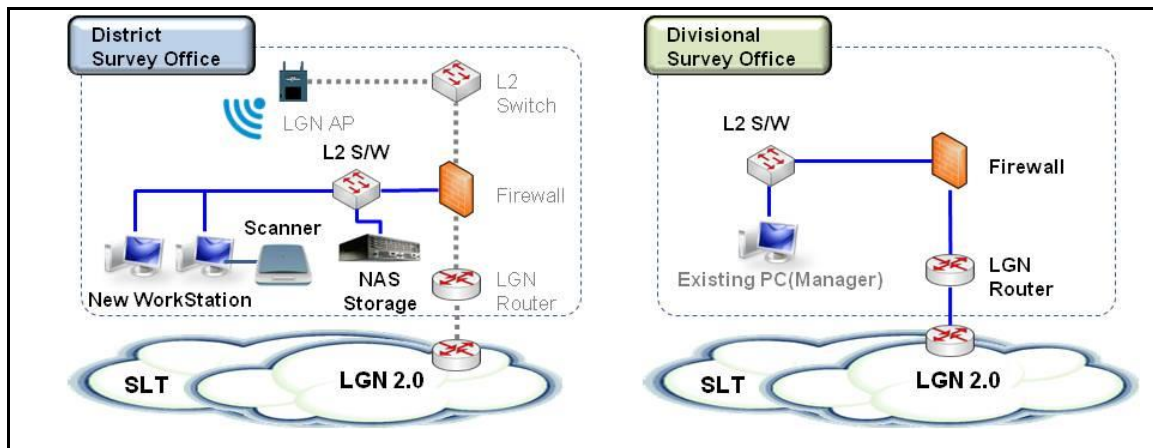 District
Survey Office
LGN AP
L2
Switch
L2 S/W
Firewall
Scanner
New WorkStation
NAS
Storage
LGN
Router
SLT
LGN 2.0
Divisional
Survey Office
L2 S/W
Firewall
Existing PC(Manager)
LGN
Router
SLT
LGN 2.0